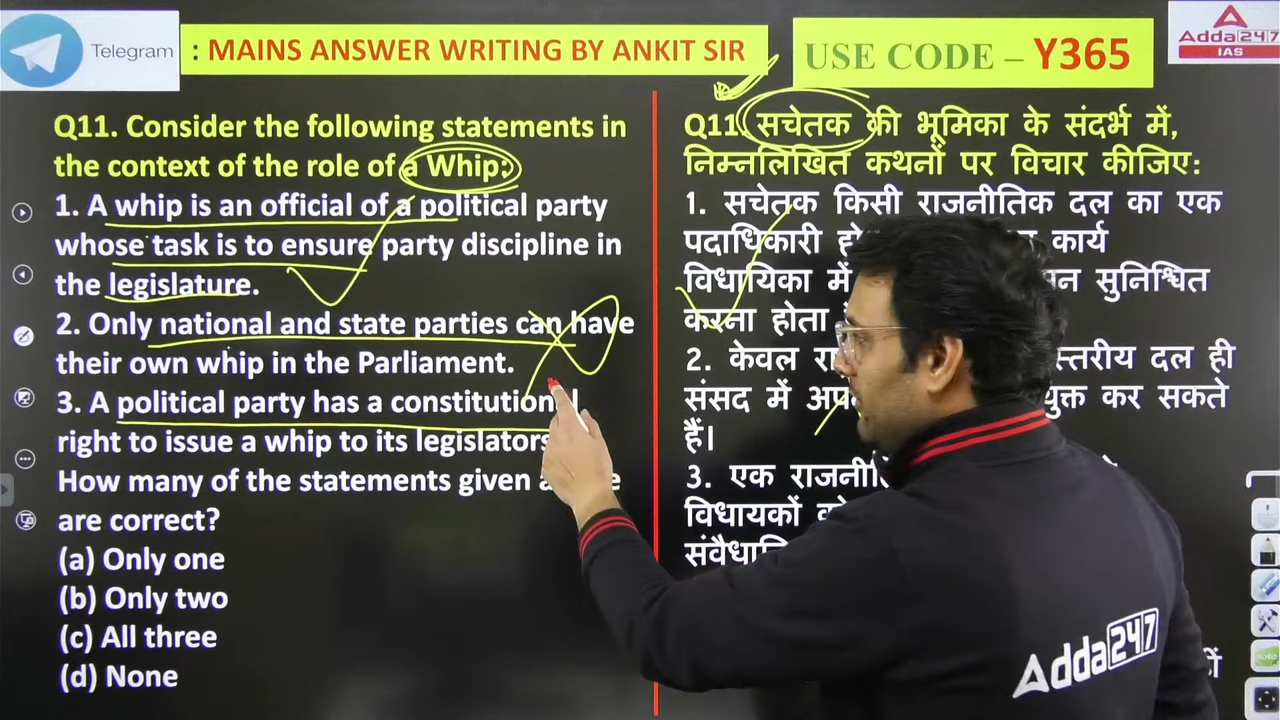 Telegram
: MAINS ANSWER WRITING BY ANKIT SIR
USE CODE – Y365
Adda247
IAS
Q11. Consider the following statements in
the context of the role of a Whip:
1. A whip is an official of a political party
whose task is to ensure party discipline in
the legislature.
2. Only national and state parties can have
their own whip in the Parliament.
3. A political party has a constitutional
right to issue a whip to its legislators
How many of the statements given
are correct?
(a) Only one
(b) Only two
(c) All three
(d) None
Q11. सचेतक की भूमिका के संदर्भ में,
निम्नलिखित कथनों पर विचार कीजिए:
1. सचेतक किसी राजनीतिक दल का एक
पदाधिकारी कार्य
विधायिका में सुनिश्चित
करना होता
2. केवल स्तरीय दल ही
संसद में कर सकते
हैं।
3. एक
विधायकों
Adda247